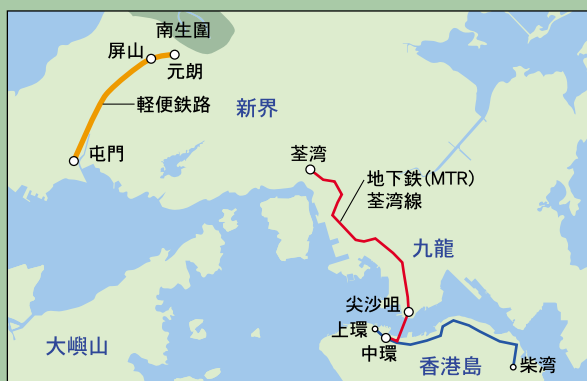 南生圍
屏山
元朗
軽便鉄路
新界
屯門
荃湾
地下鉄(MTR)
荃湾線
九龍
尖沙咀
上環
中環
大嶼山
香港島
柴湾